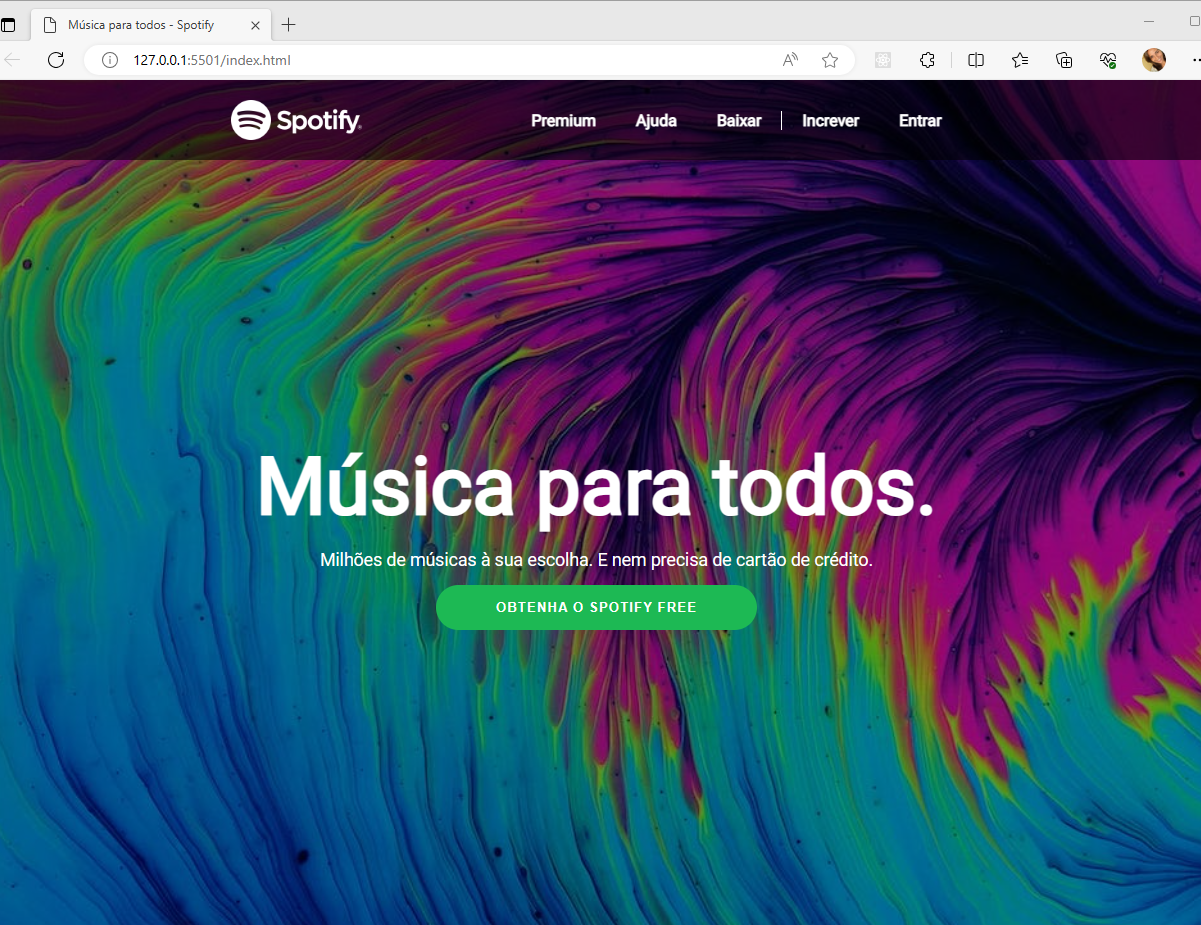 Música para todos - Spotify
127.0.0.1:5501/index.html
Spotify
Premium Ajuda Baixar Increver Entrar
Música para todos.
Milhões de músicas à sua escolha. E nem precisa de cartão de crédito.
OBTENHA O SPOTIFY FREE